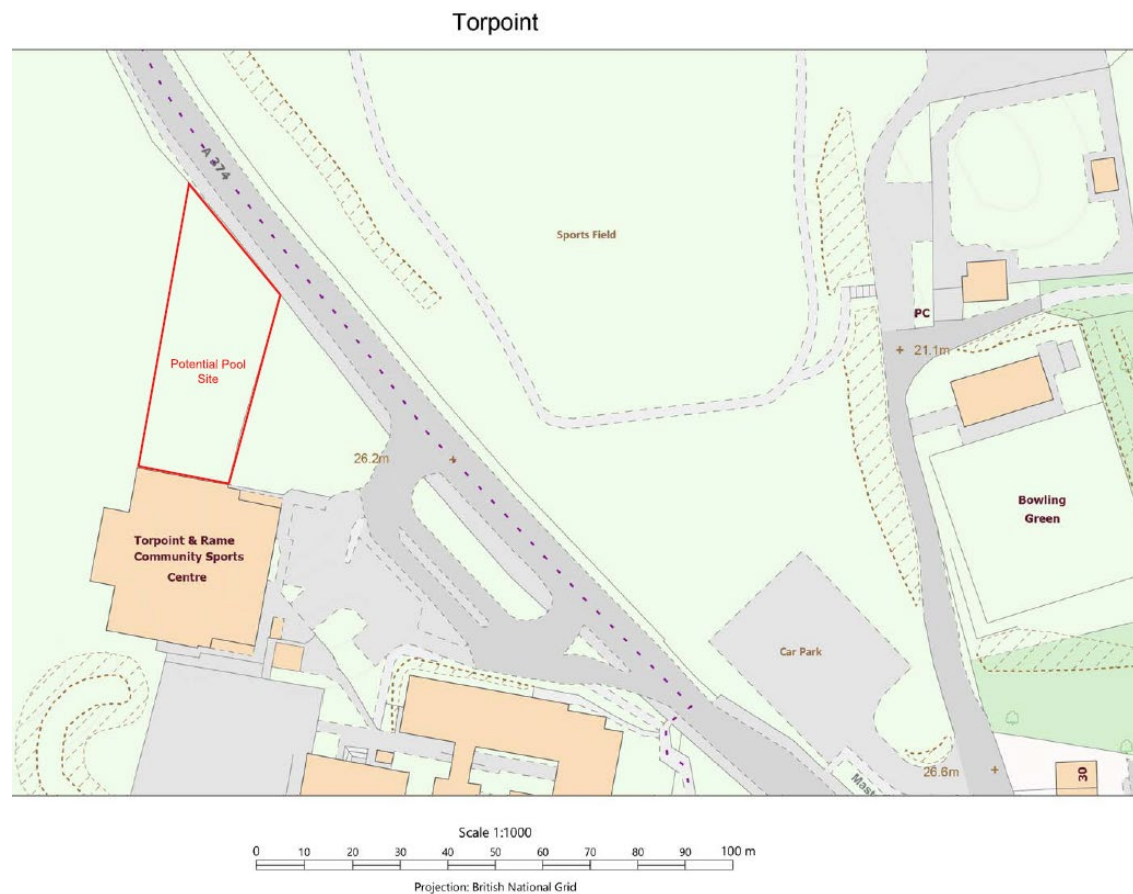 Torpoint
A 374
Sports Field
PC
21.1m
Potential Pool
Site
26.2m
Bowling
Green
Torpoint & Rame
Community Sports
Centre
Car Park
26.6m
30
Mast
Scale 1:1000
0 10 20 30 40 50 60 70 80 90 100 m
Projection: British National Grid